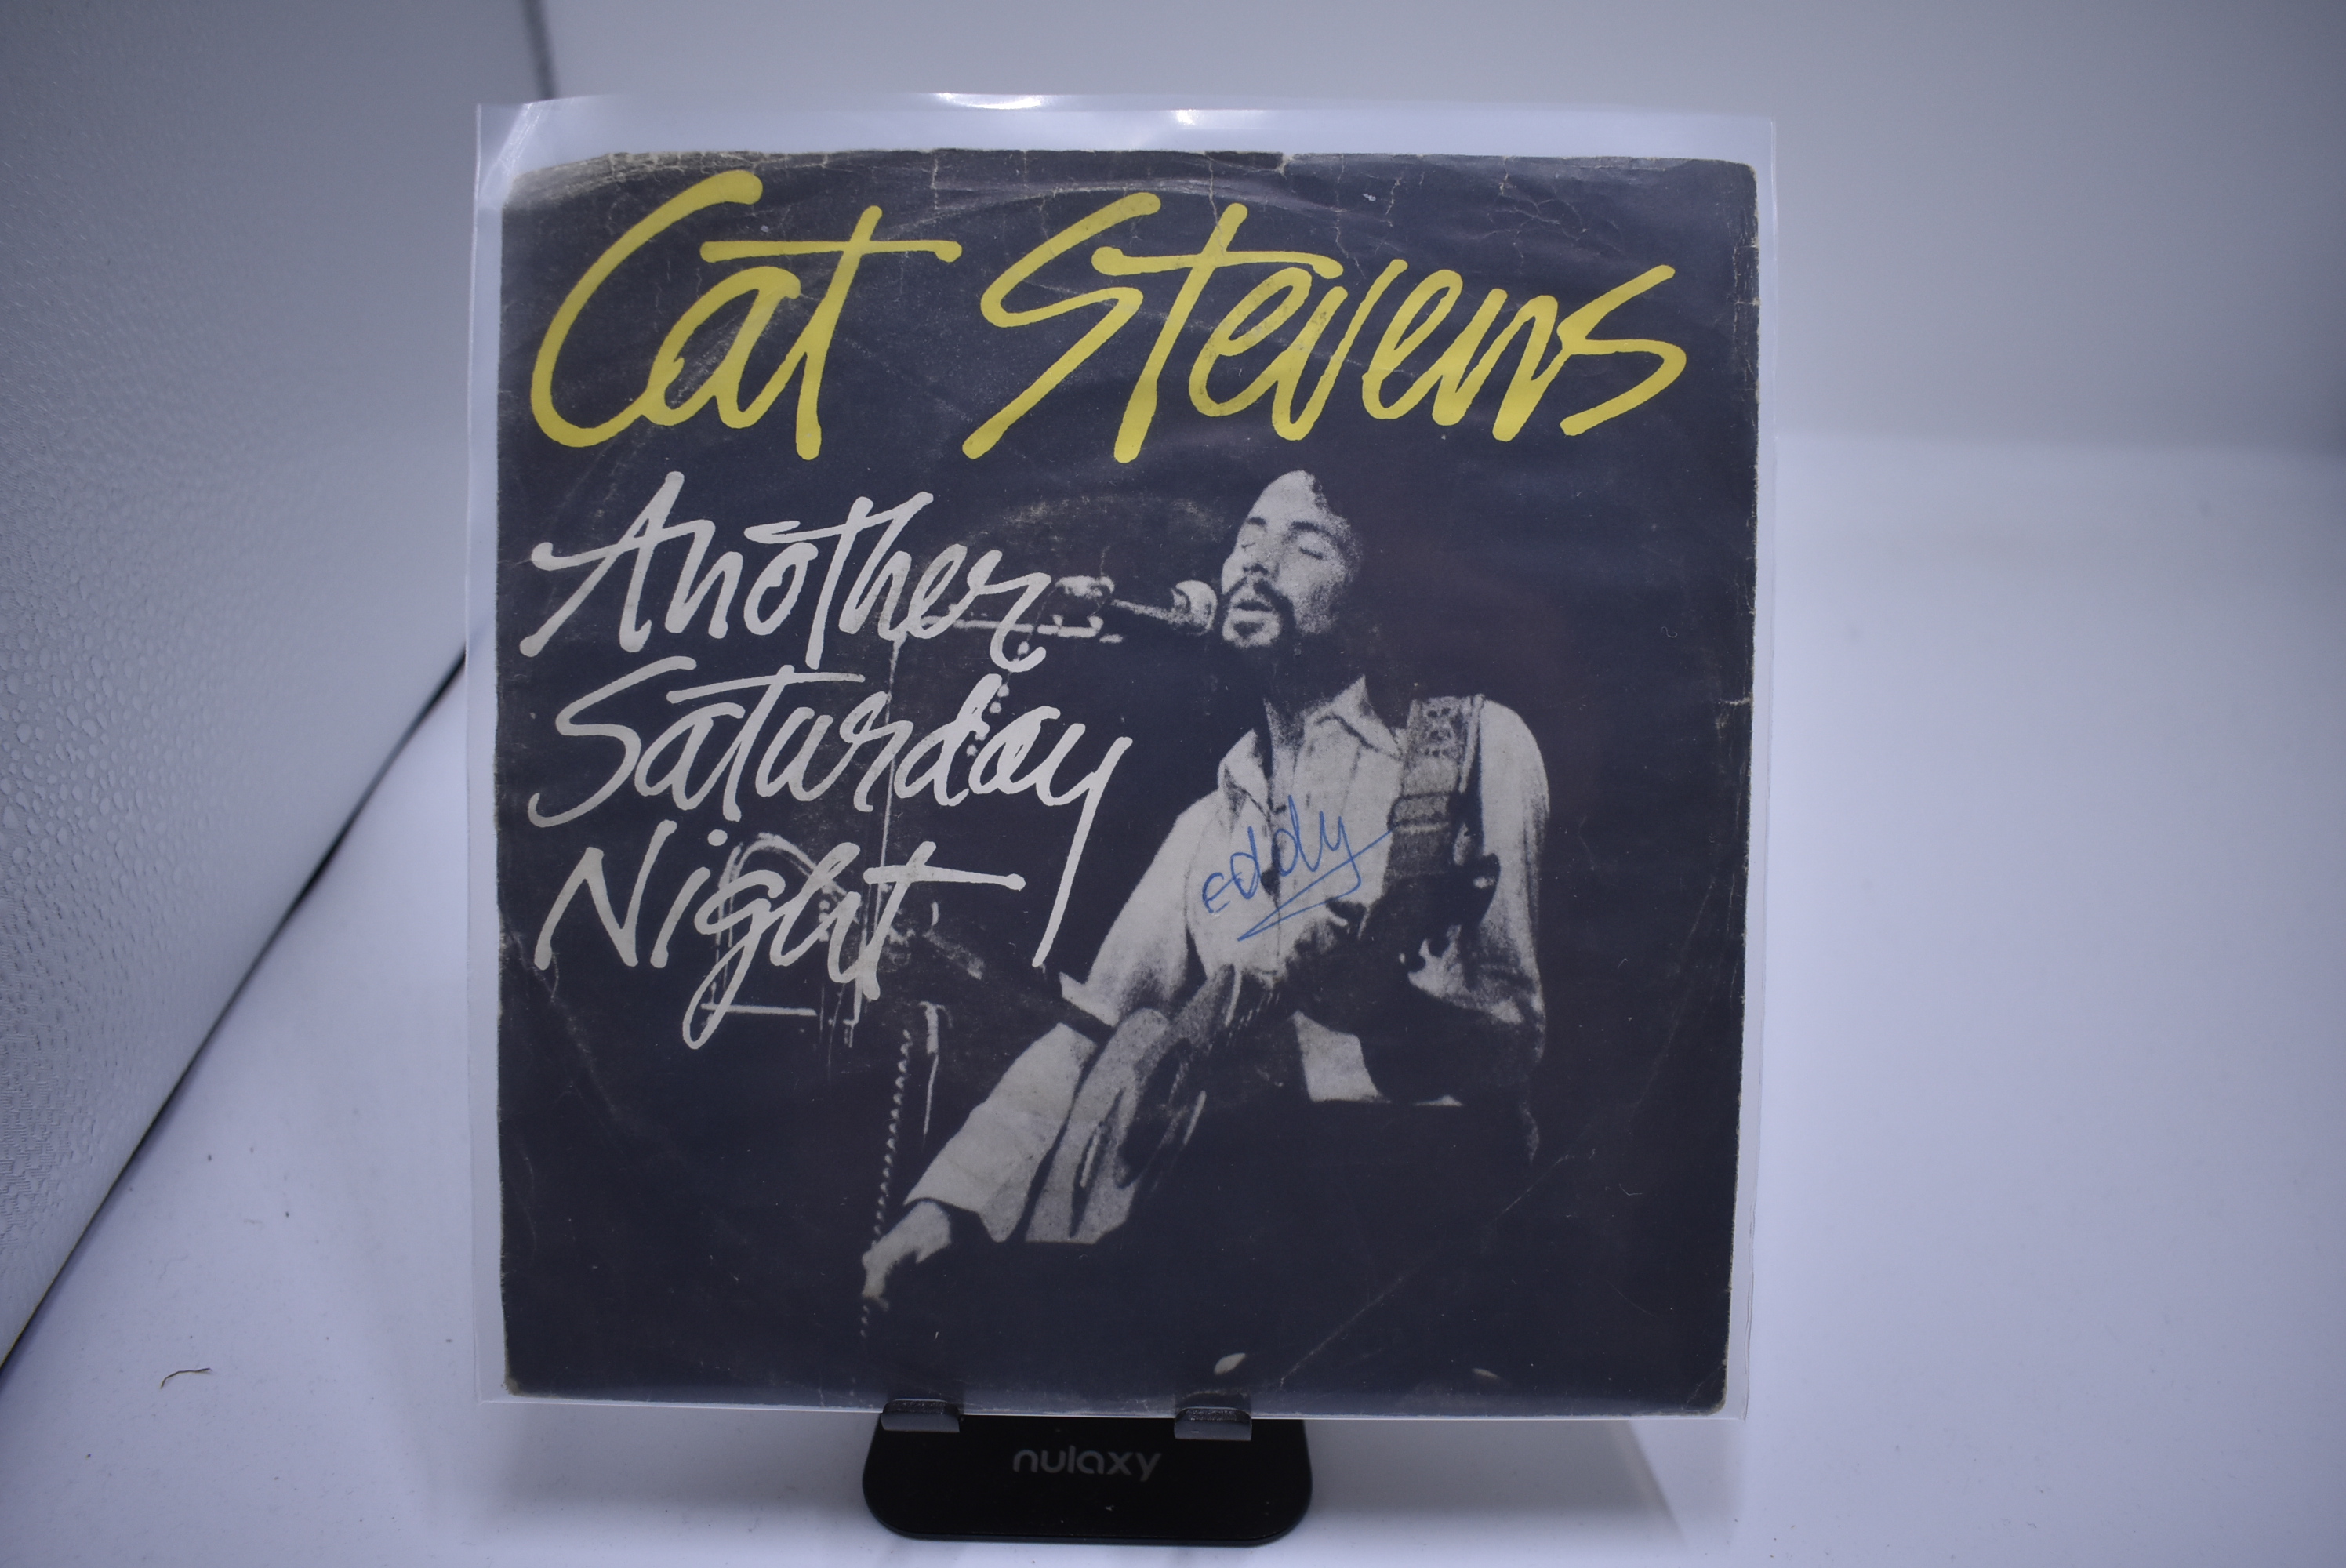 Cat Stevens
Another
Saturday
Night
eddy
nulaxy